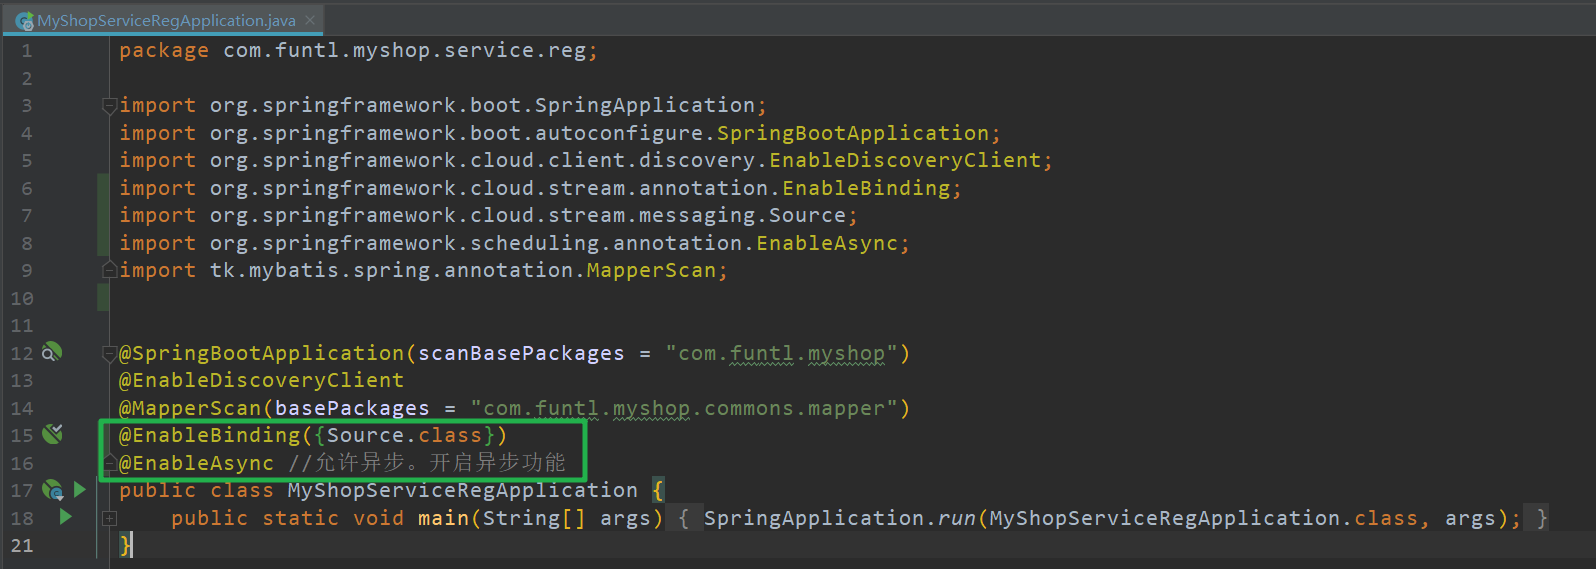 MyShopServiceRegApplication.java ×
1 package com.funtl.myshop.service.reg;
2
3 import org.springframework.boot.SpringApplication;
4 import org.springframework.boot.autoconfigure.SpringBootApplication;
5 import org.springframework.cloud.client.discovery.EnableDiscoveryClient;
6 import org.springframework.cloud.stream.annotation.EnableBinding;
7 import org.springframework.cloud.stream.messaging.Source;
8 import org.springframework.scheduling.annotation.EnableAsync;
9 import tk.mybatis.spring.annotation.MapperScan;
10
11
12 @SpringBootApplication(scanBasePackages = "com.funtl.myshop")
13 @EnableDiscoveryClient
14 @MapperScan(basePackages = "com.funtl.myshop.commons.mapper")
15 @EnableBinding({Source.class})
16 @EnableAsync //允许异步。开启异步功能
17 public class MyShopServiceRegApplication {
18 public static void main(String[] args) { SpringApplication.run(MyShopServiceRegApplication.class, args); }
21 }